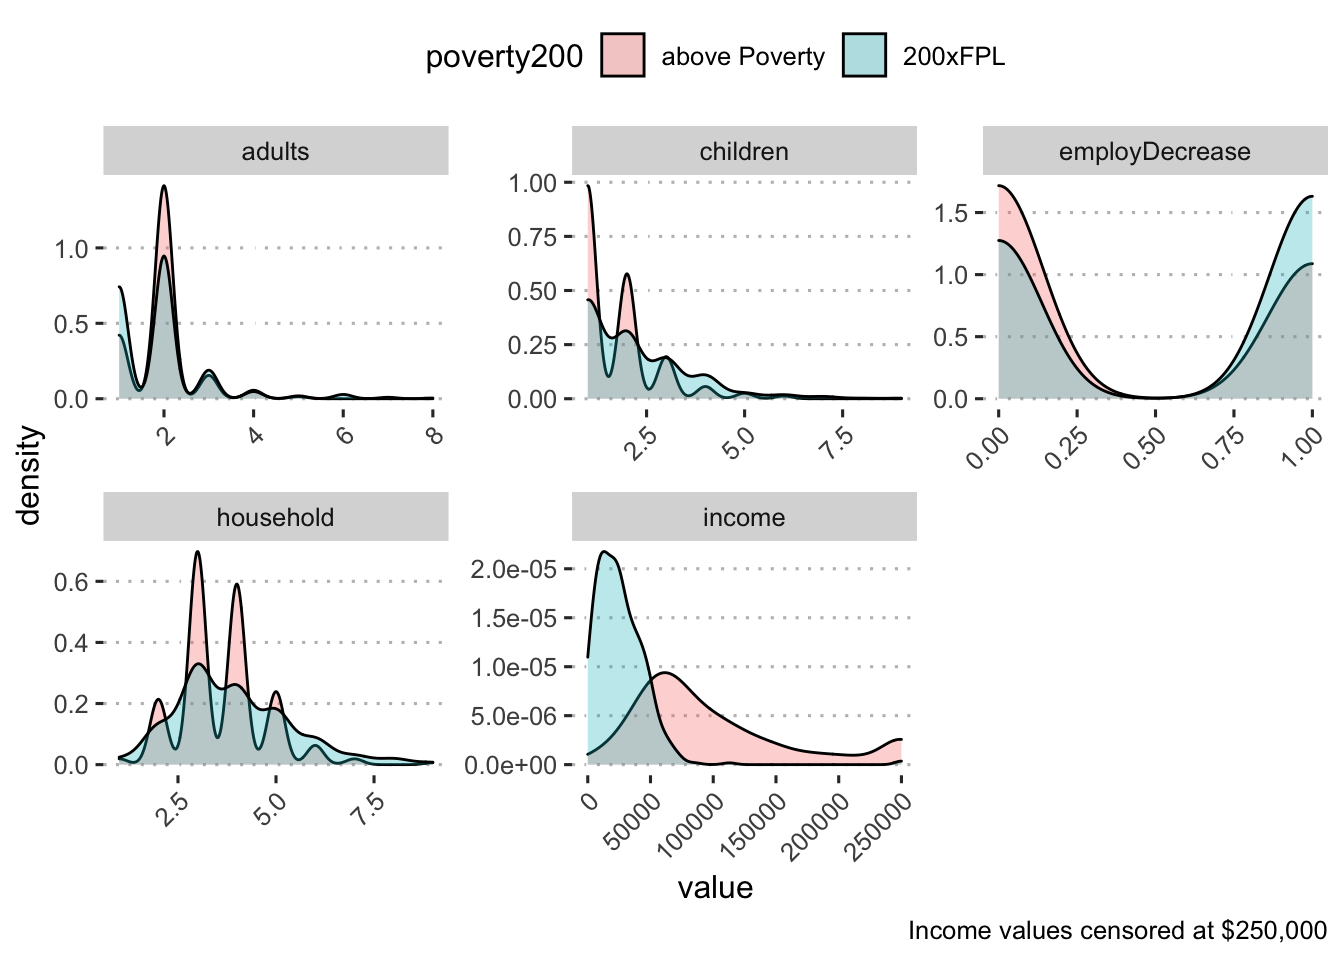 poverty200 above Poverty 200xFPL
adults
children
employDecrease
1.0
0.5
0.0
2 4 6 8
1.00
0.75
0.50
0.25
0.00
2.5 5.0 7.5
1.5
1.0
0.5
0.0
0.00 0.25 0.50 0.75 1.00
density
household
income
0.6
0.4
0.2
0.0
2.5 5.0 7.5
2.0e-05
1.5e-05
1.0e-05
5.0e-06
0.0e+00
0 50000 100000 150000 200000 250000
value
Income values censored at $250,000